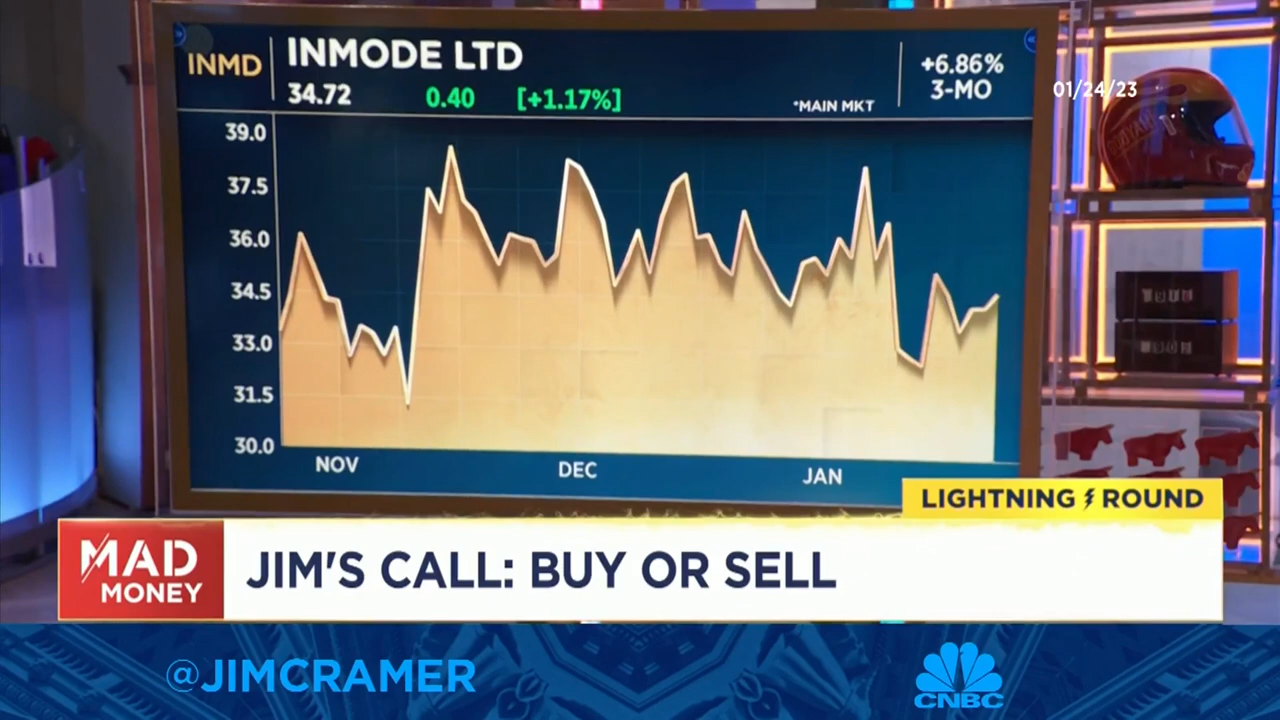 INMD
INMODE LTD
34.72 0.40 [+1.17%]
*MAIN MKT
+6.86%
3-MO
01/24/23
39.0
37.5
36.0
34.5
33.0
31.5
30.0
NOV DEC JAN
LIGHTNING ROUND
MAD
MONEY
JIM'S CALL: BUY OR SELL
@JIMCRAMER
CNBC